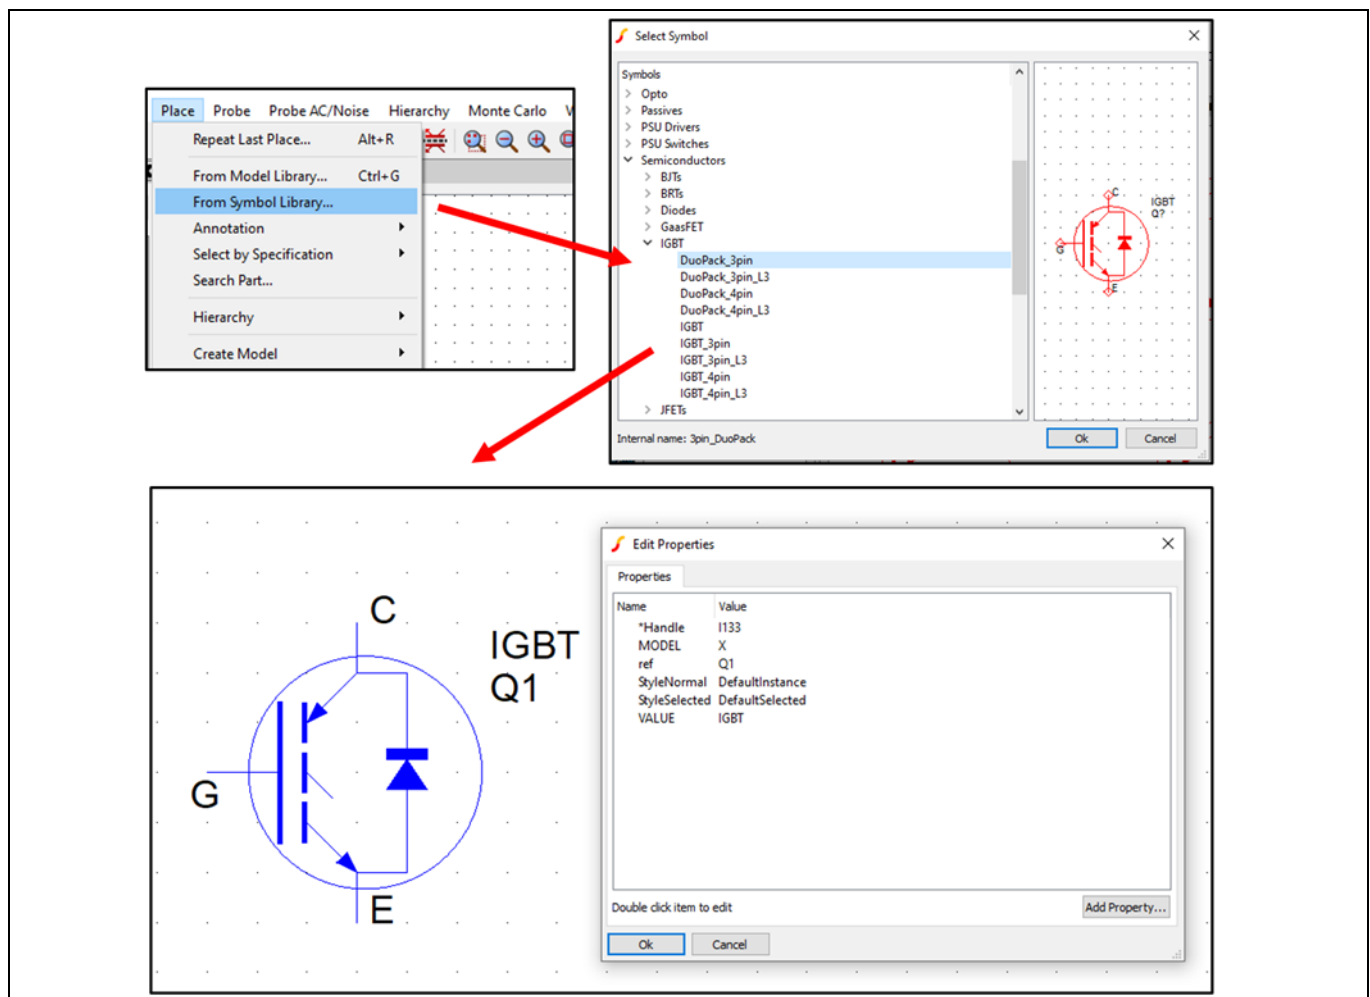 Place Probe Probe AC/Noise Hierarchy Monte Carlo
Repeat Last Place... Alt+R
From Model Library... Ctrl+G
From Symbol Library...
Annotation
Select by Specification
Search Part...
Hierarchy
Create Model
Select Symbol
Symbols
Opto
Passives
PSU Drivers
PSU Switches
Semiconductors
BJTs
BRTs
Diodes
GaasFET
IGBT
DuoPack_3pin
DuoPack_3pin_L3
DuoPack_4pin
DuoPack_4pin_L3
IGBT
IGBT_3pin
IGBT_3pin_L3
IGBT_4pin
IGBT_4pin_L3
JFETs
C
IGBT
Q?
G
E
Internal name: 3pin_DuoPack
Ok Cancel
C
IGBT
Q1
G
E
Edit Properties
Properties
Name Value
*Handle I133
MODEL X
ref Q1
StyleNormal DefaultInstance
StyleSelected DefaultSelected
VALUE IGBT
Double click item to edit
Add Property...
Ok Cancel